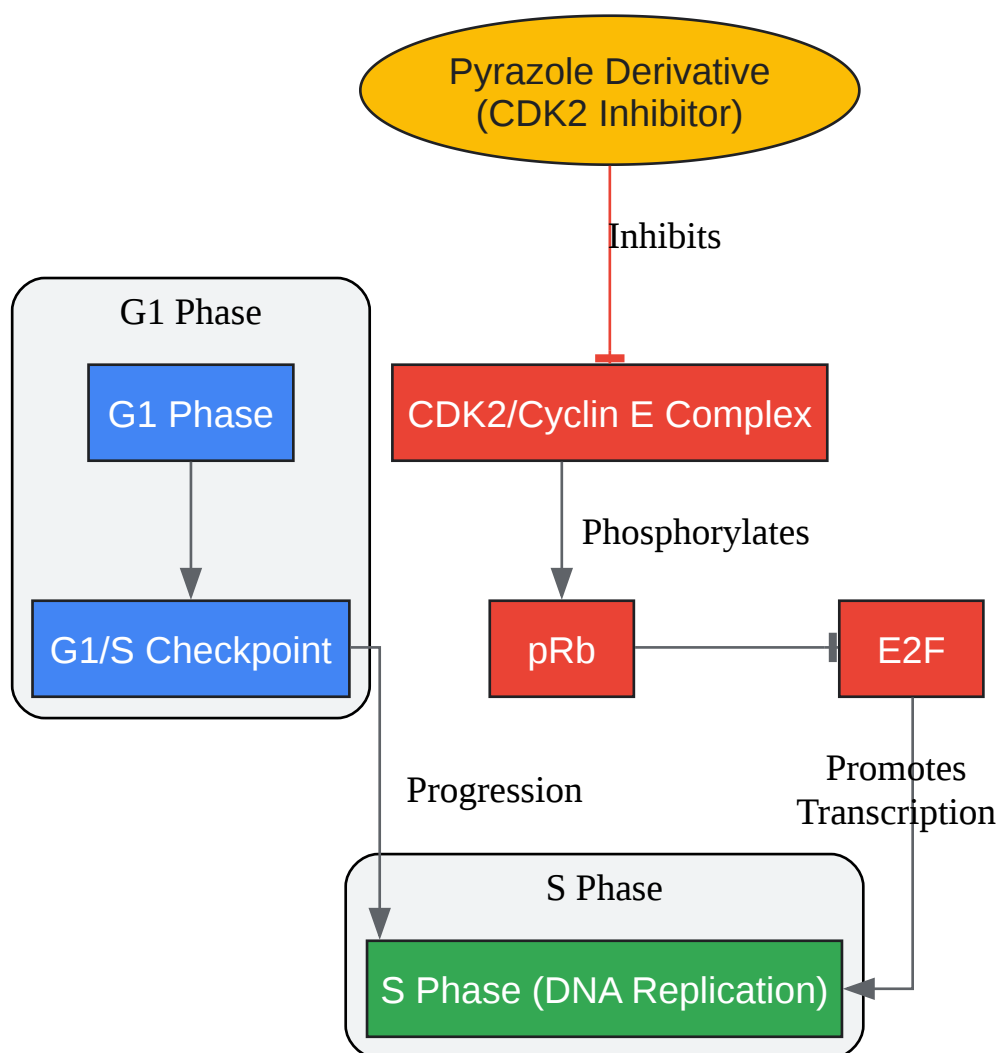 Pyrazole Derivative
(CDK2 Inhibitor)
Inhibits
G1 Phase
G1 Phase
CDK2/Cyclin E Complex
Phosphorylates
G1/S Checkpoint
pRb
E2F
Progression
Promotes
Transcription
S Phase
S Phase (DNA Replication)